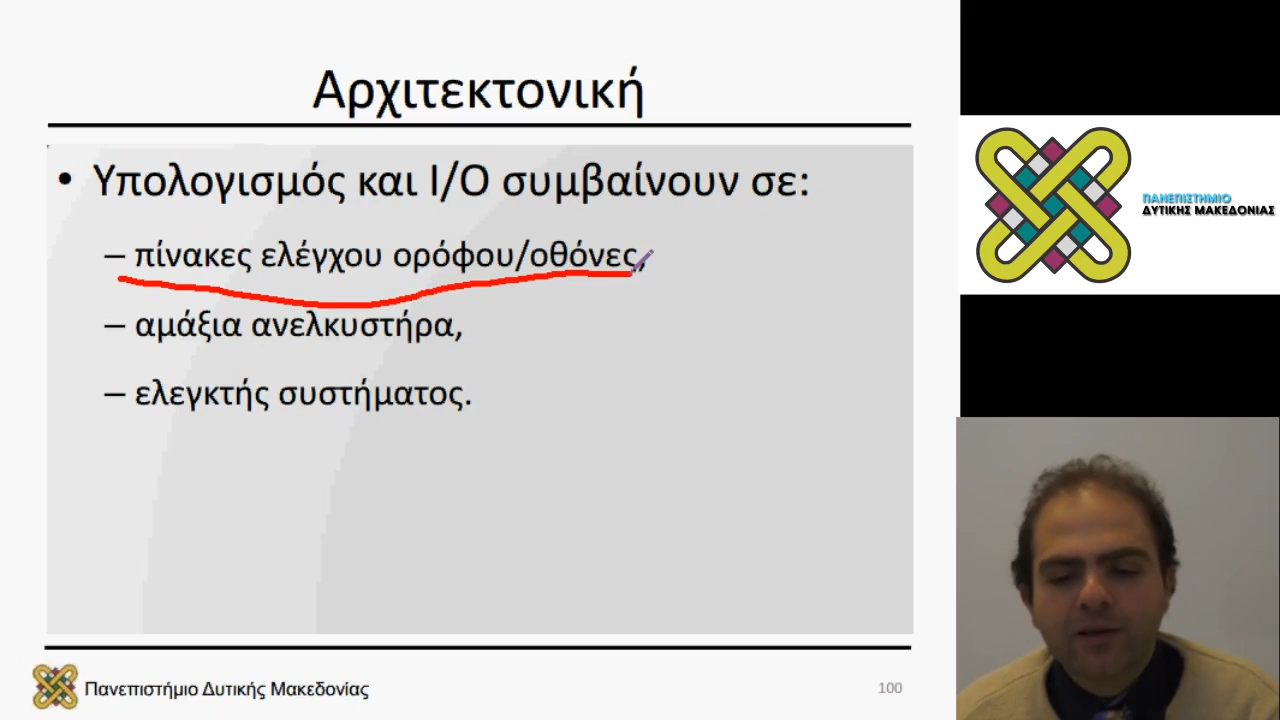 Αρχιτεκτονική
• Υπολογισμός και I/O συμβαίνουν σε:
– πίνακες ελέγχου ορόφου/οθόνες,
– αμάξια ανελκυστήρα,
– ελεγκτής συστήματος.
Πανεπιστήμιο Δυτικής Μακεδονίας
100
ΠΑΝΕΠΙΣΤΗΜΙΟ
ΔΥΤΙΚΗΣ ΜΑΚΕΔΟΝΙΑΣ